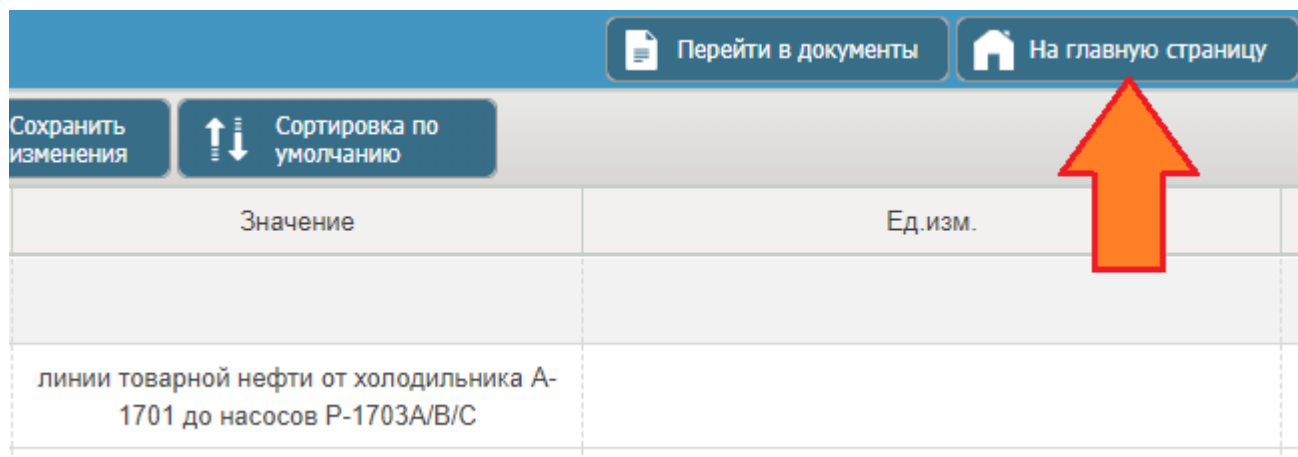 Перейти в документы
На главную страницу
Сохранить
изменения
Сортировка по
умолчанию
Значение
Ед.изм.
линии товарной нефти от холодильника А-
1701 до насосов Р-1703А/В/С